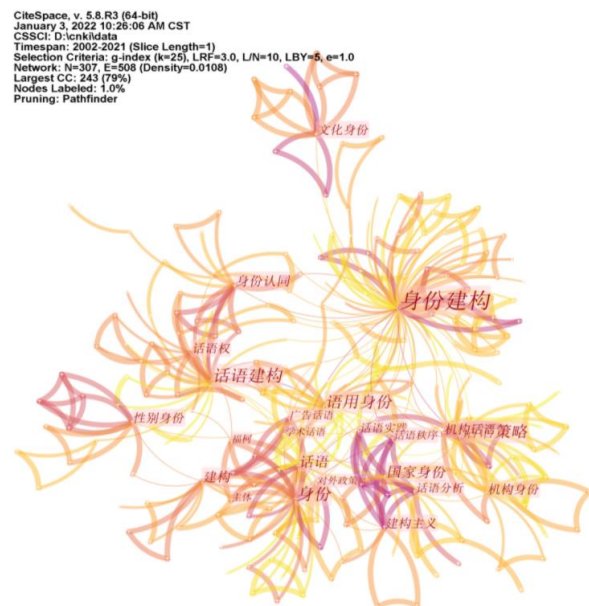 CiteSpace, v. 5.8.R3 (64-bit)
January 3, 2022 10:26:06 AM CST
CSSCI: D:\cnki\data
Timespan: 2002-2021 (Slice Length=1)
Selection Criteria: g-index (k=25), LRF=3.0, L/N=10, LBY=5, e=1.0
Network: N=307, E=508 (Density=0.0108)
Largest CC: 243 (79%)
Nodes Labeled: 1.0%
Pruning: Pathfinder
文化身份
身份认同
身份建构
话语权
话语建构
语用身份
广告话语
性别身份
学术话语
话语实践
话语秩序
机构话语
策略
福柯
话语
建构
对外政策
国家身份
主体
身份
话语分析
机构身份
建构主义